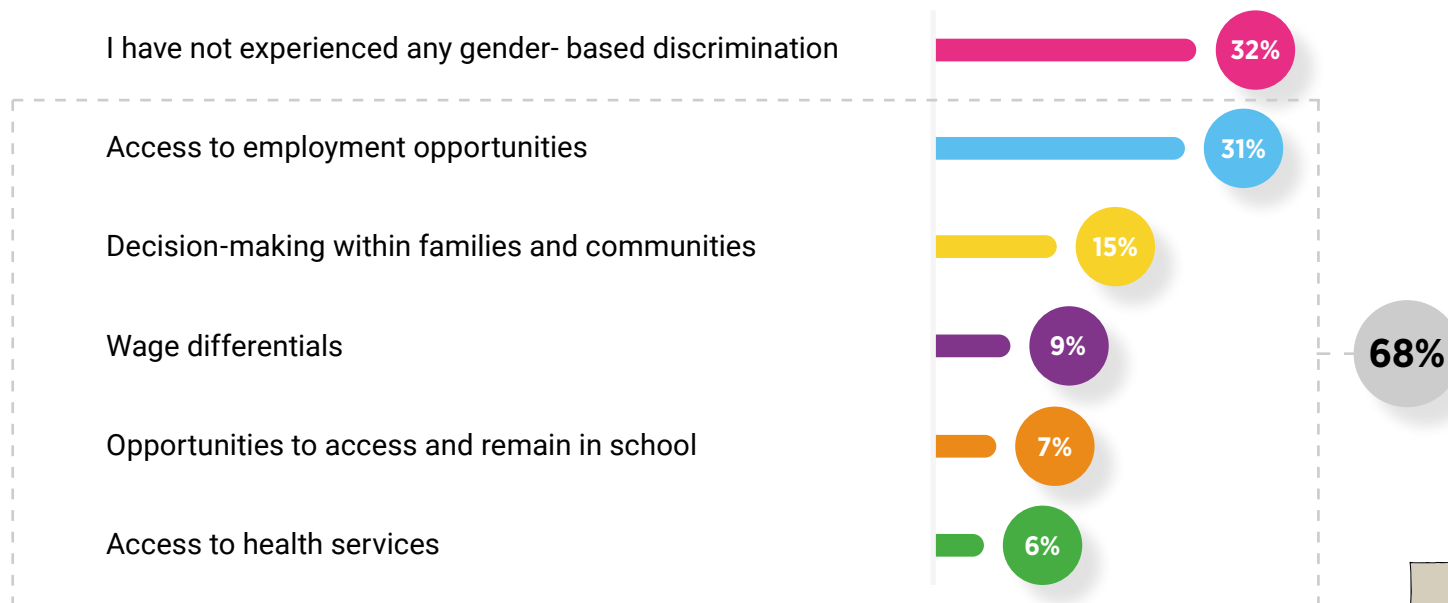 I have not experienced any gender- based discrimination 32%
Access to employment opportunities 31%
Decision-making within families and communities 15%
Wage differentials 9%
68%
Opportunities to access and remain in school 7%
Access to health services 6%